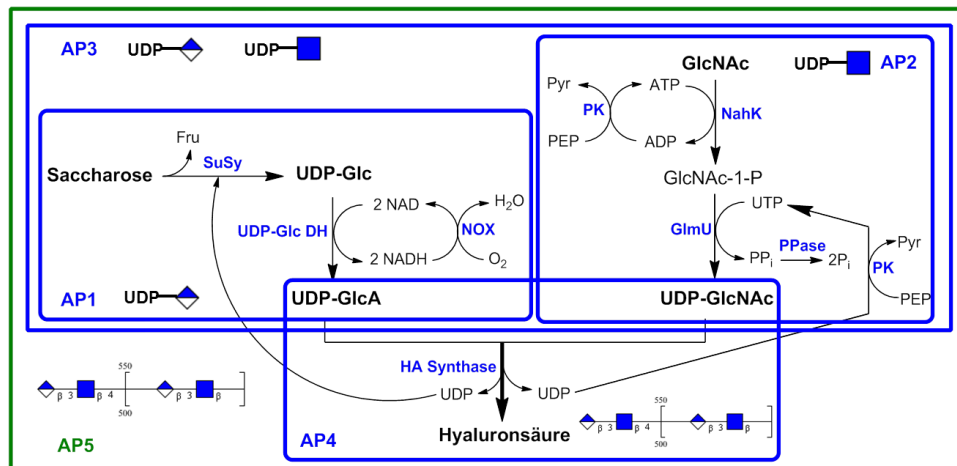 AP3
UDP
UDP
GlcNAc
UDP
AP2
Pyr
ATP
PK
NahK
PEP
ADP
Fru
SuSy
Saccharose
UDP-Glc
GlcNAc-1-P
2 NAD
H₂O
UTP
UDP-Glc DH
NOX
GlmU
PPase
Pyr
2 NADH
O₂
PPᵢ
2Pᵢ
PK
PEP
AP1
UDP
UDP-GlcA
UDP-GlcNAc
HA Synthase
UDP
UDP
Hyaluronsäure
AP4
550
β 3 β 4 β 3 β
500
AP5
550
β 3 β 4 β 3 β
500